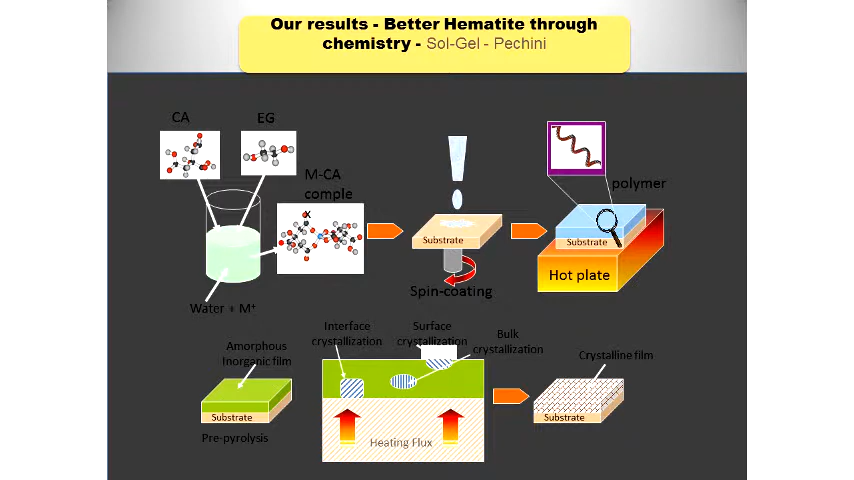 Our results - Better Hematite through
chemistry - Sol-Gel - Pechini
CA
EG
M-CA
comple
x
polymer
Substrate
Substrate
Hot plate
Spin-coating
Water + M⁺
Interface
crystallization
Surface
crystallization
Bulk
crystallization
Amorphous
Inorganic film
Crystalline film
Substrate
Substrate
Pre-pyrolysis
Heating Flux